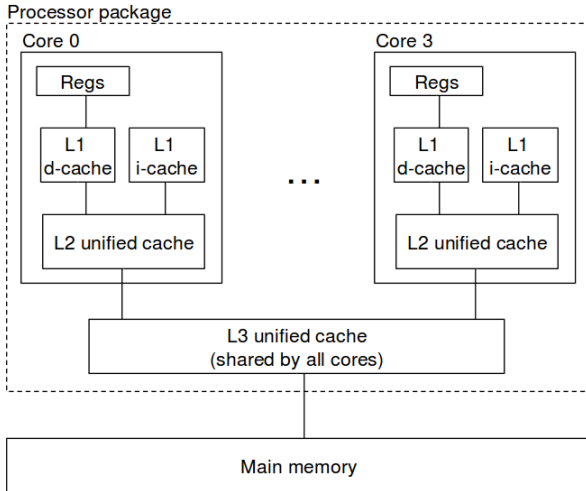 Processor package
Core 0
Regs
L1
d-cache
L1
i-cache
L2 unified cache
...
Core 3
Regs
L1
d-cache
L1
i-cache
L2 unified cache
L3 unified cache
(shared by all cores)
Main memory